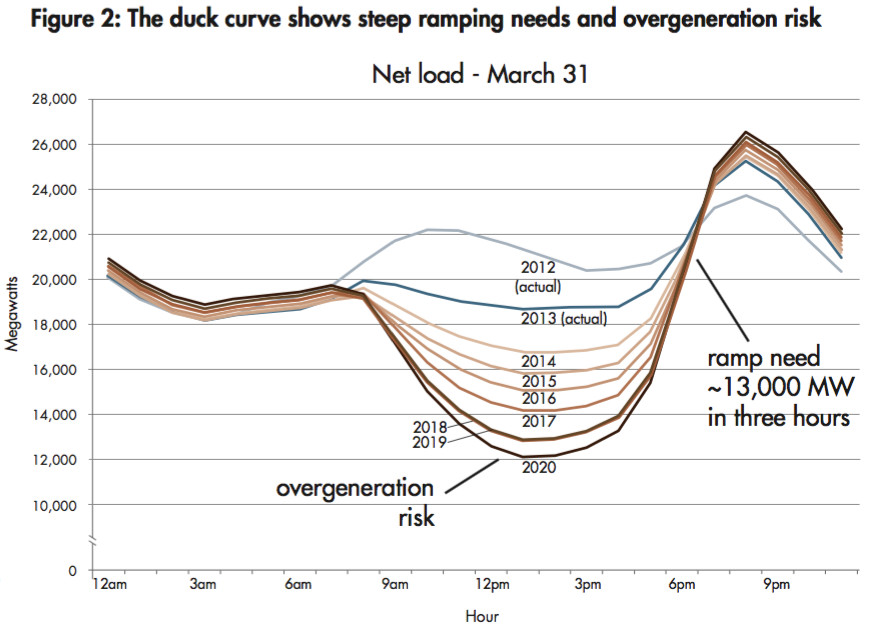 Figure 2: The duck curve shows steep ramping needs and overgeneration risk
Net load - March 31
28,000
26,000
24,000
22,000
20,000
18,000
16,000
14,000
12,000
10,000
0
Megawatts
2012
(actual)
2013 (actual)
2014
2015
2016
2017
2018
2019
2020
ramp need
~13,000 MW
in three hours
overgeneration
risk
12am
3am
6am
9am
12pm
3pm
6pm
9pm
Hour